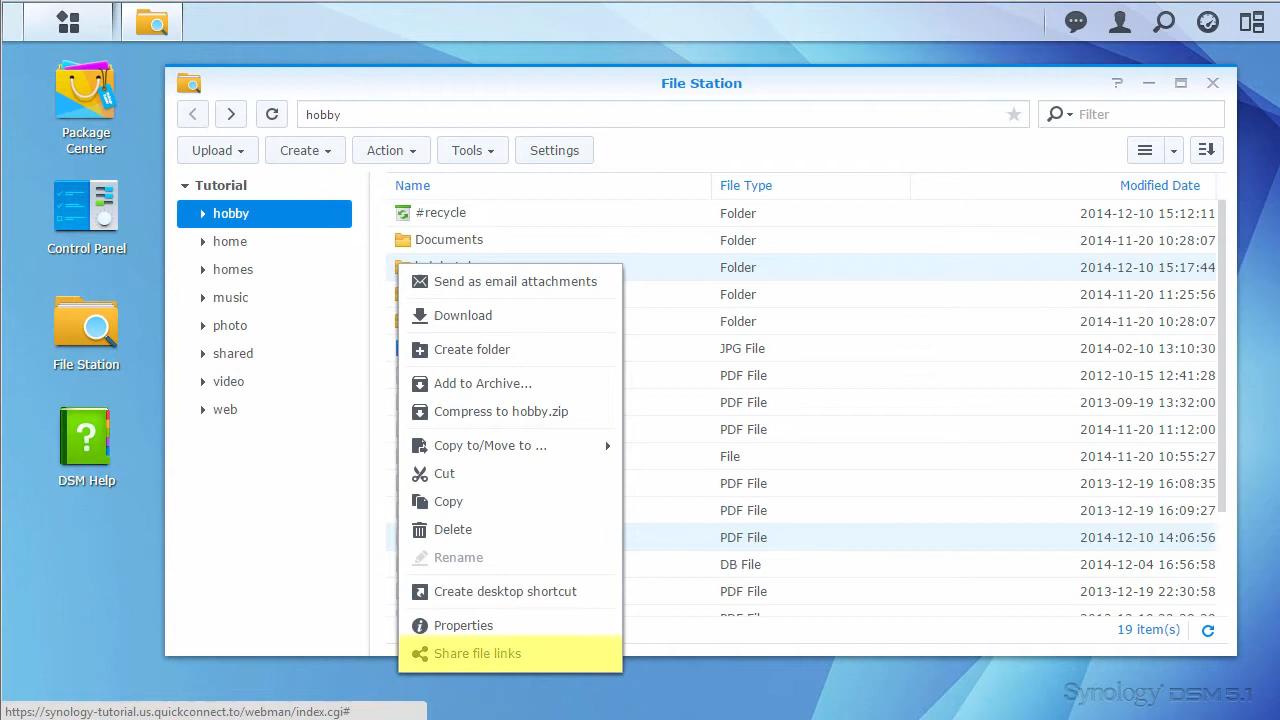 File Station
hobby
Filter
Upload
Create
Action
Tools
Settings
Package
Center
Control Panel
File Station
DSM Help
Tutorial
hobby
home
homes
music
photo
shared
video
web
Name File Type Modified Date
#recycle Folder 2014-12-10 15:12:11
Documents Folder 2014-11-20 10:28:07
Folder 2014-12-10 15:17:44
Folder 2014-11-20 11:25:56
Folder 2014-11-20 10:28:07
JPG File 2014-02-10 13:10:30
PDF File 2012-10-15 12:41:28
PDF File 2013-09-19 13:32:00
PDF File 2014-11-20 11:12:00
File 2014-11-20 10:55:27
PDF File 2013-12-19 16:08:35
PDF File 2013-12-19 16:09:27
PDF File 2014-12-10 14:06:56
DB File 2014-12-04 16:56:58
PDF File 2013-12-19 22:30:58
Send as email attachments
Download
Create folder
Add to Archive...
Compress to hobby.zip
Copy to/Move to ...
Cut
Copy
Delete
Rename
Create desktop shortcut
Properties
Share file links
19 item(s)
Synology DSM 5.1
https://synology-tutorial.us.quickconnect.to/webman/index.cgi#